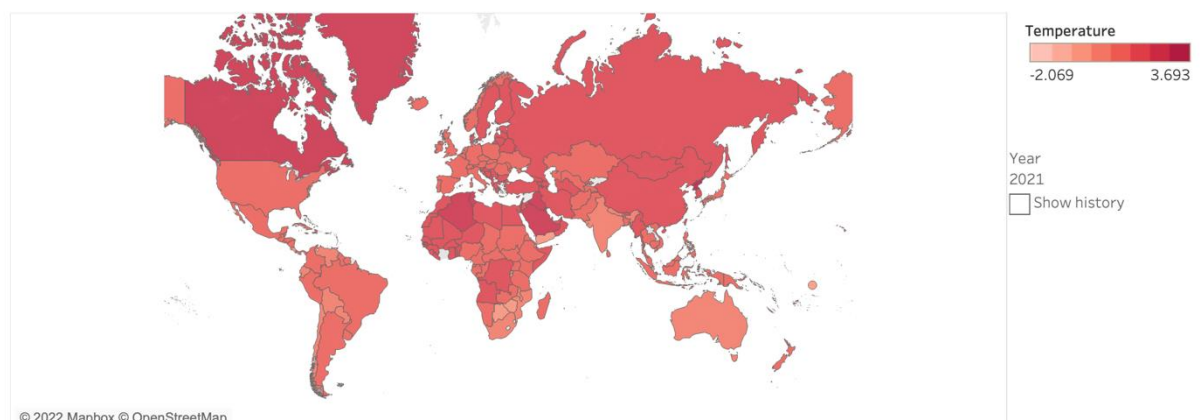 Temperature
-2.069 3.693
Year
2021
Show history
© 2022 Mapbox © OpenStreetMap